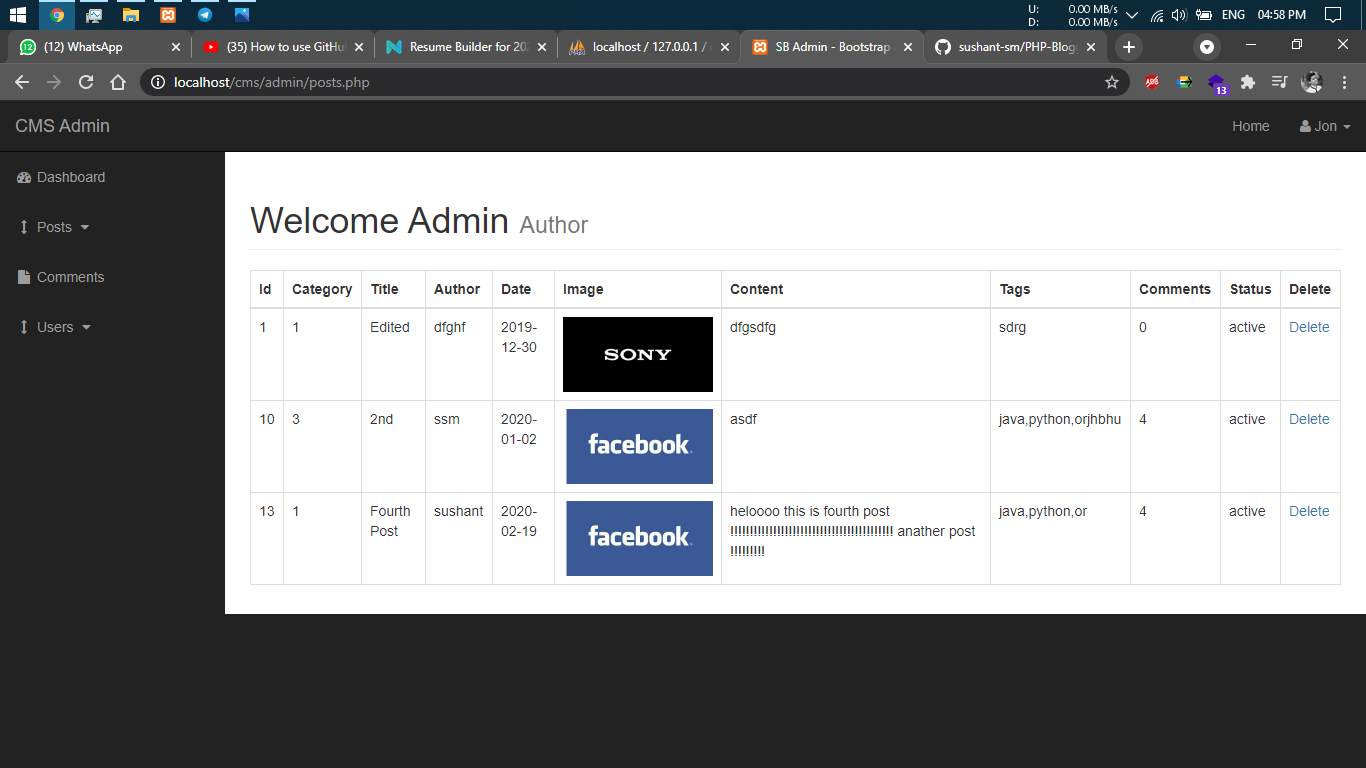 U: 0.00 MB/s
D: 0.00 MB/s
ENG 04:58 PM
12 (12) WhatsApp
(35) How to use GitHu
Resume Builder for 202
localhost / 127.0.0.1 /
SB Admin - Bootstrap
sushant-sm/PHP-Blog
localhost/cms/admin/posts.php
ABP
13
CMS Admin
Home
Jon
Dashboard
Posts
Comments
Users
Welcome Admin Author
Id Category Title Author Date Image Content Tags Comments Status Delete
1 1 Edited dfghf 2019-
12-30
SONY
dfgsdfg sdrg 0 active Delete
10 3 2nd ssm 2020-
01-02
facebook
asdf java,python,orjhbhu 4 active Delete
13 1 Fourth
Post
sushant 2020-
02-19
facebook
heloooo this is fourth post
!!!!!!!!!!!!!!!!!!!!!!!!!!!!!!!!!!!!!!!!!! anather post
!!!!!!!!!
java,python,or 4 active Delete